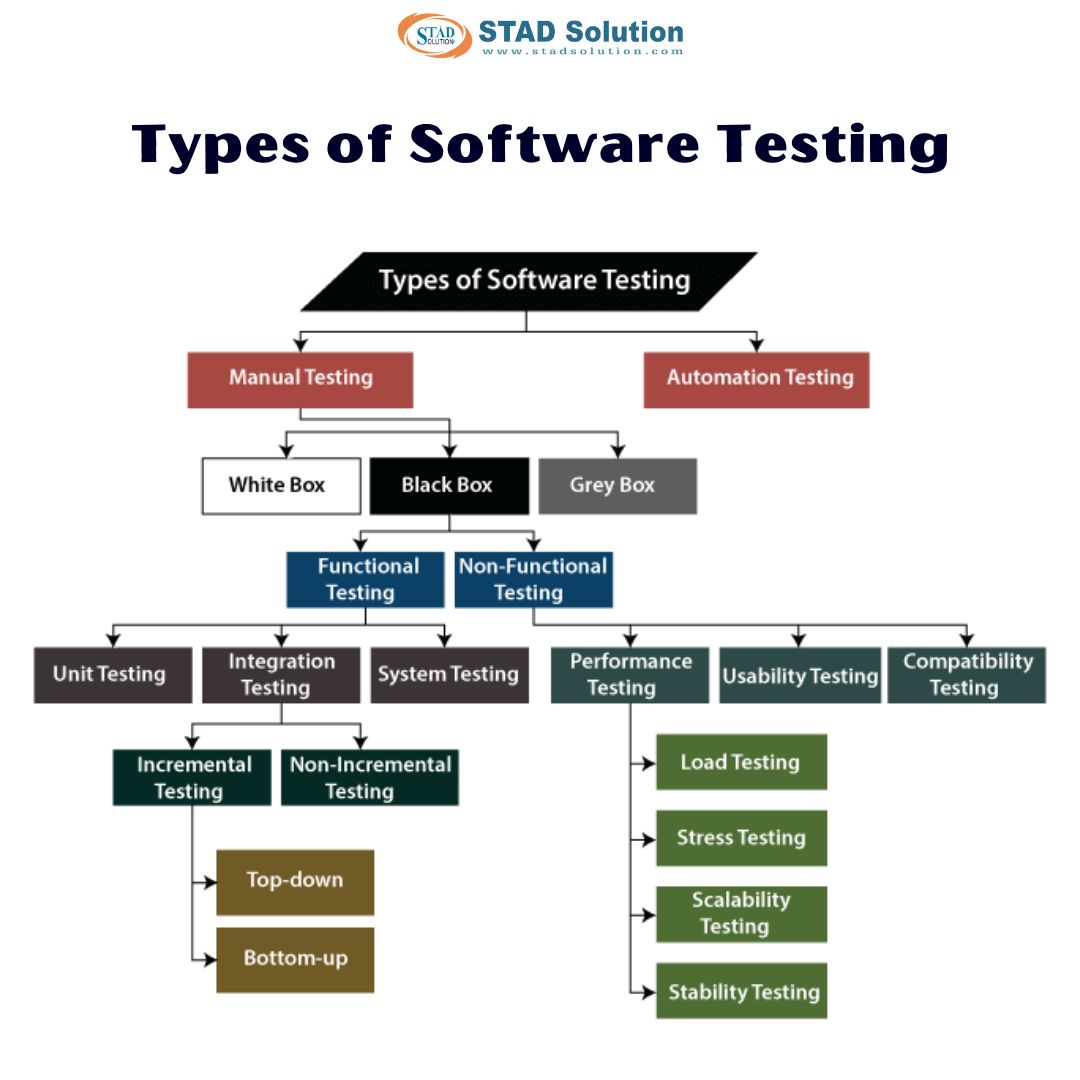 STAD
SOLUTION
STAD Solution
www.stadsolution.com
Types of Software Testing
Types of Software Testing
Manual Testing
Automation Testing
White Box
Black Box
Grey Box
Functional
Testing
Non-Functional
Testing
Unit Testing
Integration
Testing
System Testing
Performance
Testing
Usability Testing
Compatibility
Testing
Incremental
Testing
Non-Incremental
Testing
Top-down
Bottom-up
Load Testing
Stress Testing
Scalability
Testing
Stability Testing